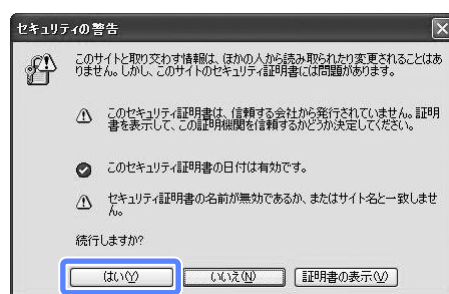 セキュリティの警告
このサイトと取り交わす情報は、ほかの人から読み取られたり変更されることはあ
りません。しかし、このサイトのセキュリティ証明書には問題があります。
このセキュリティ証明書は、信頼する会社から発行されていません。証明
書を表示して、この証明機関を信頼するかどうか決定してください。
このセキュリティ証明書の日付は有効です。
セキュリティ証明書の名前が無効であるか、またはサイト名と一致しませ
ん。
続行しますか?
はい(Y) いいえ(N) 証明書の表示(V)